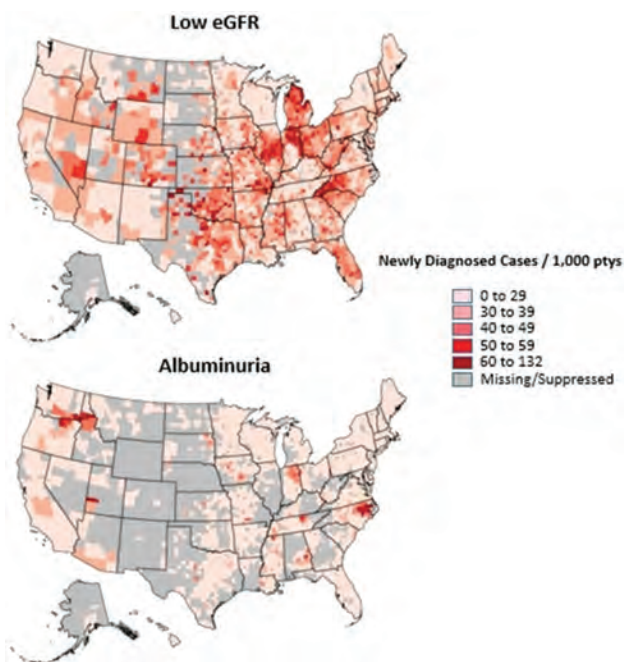 Low eGFR
Newly Diagnosed Cases / 1,000 ptys
0 to 29
30 to 39
40 to 49
50 to 59
60 to 132
Missing/Suppressed
Albuminuria